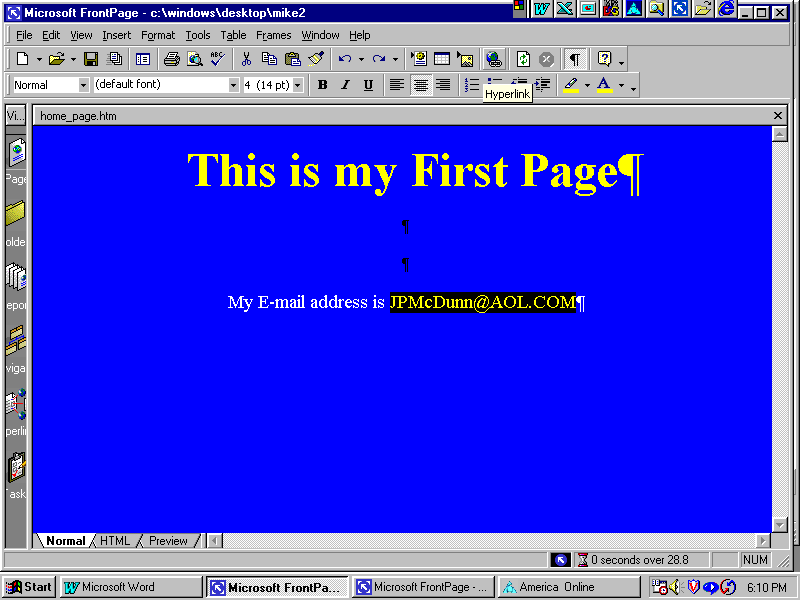 Microsoft FrontPage - c:\windows\desktop\mike2
File Edit View Insert Format Tools Table Frames Window Help
Normal (default font) 4 (14 pt) B I U
Hyperlink
Vi... home_page.htm
This is my First Page¶
Page
¶
olde
¶
epor
My E-mail address is JPMcDunn@AOL.COM¶
viga
perlin
ask
Normal HTML Preview
0 seconds over 28.8 NUM
Start Microsoft Word Microsoft FrontPa... Microsoft FrontPage - ... America Online 6:10 PM